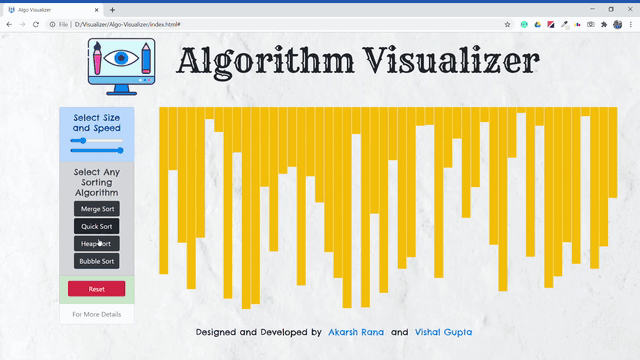 Algo Visualizer
File
D:/Visualizer/Algo-Visualizer/index.html#
Algorithm Visualizer
Select Size
and Speed
Select Any
Sorting
Algorithm
Merge Sort
Quick Sort
Heap Sort
Bubble Sort
Reset
For More Details
Designed and Developed by Akarsh Rana and Vishal Gupta